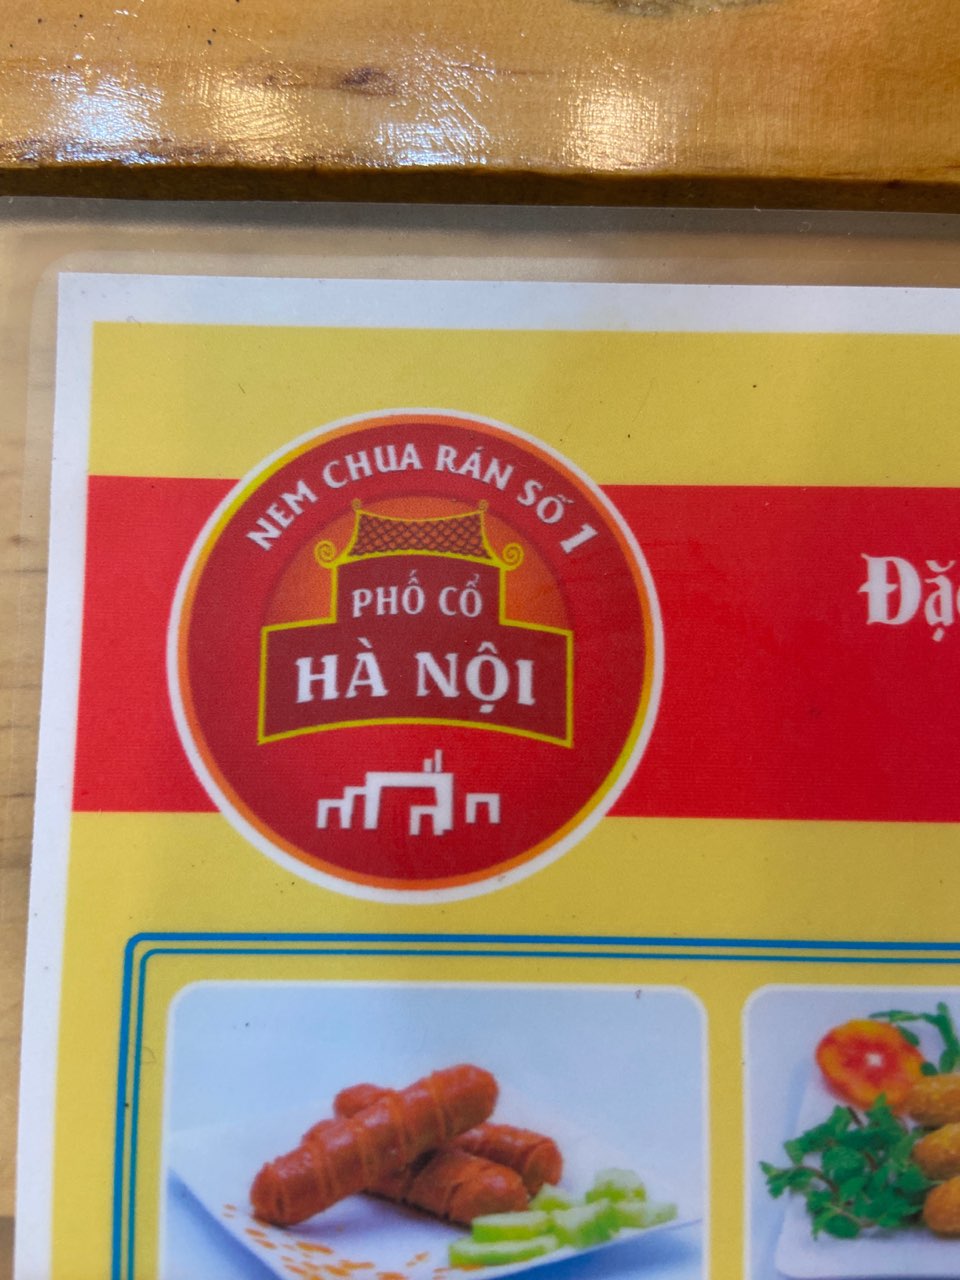 NEM CHUA RÁN SỐ 1
PHỐ CỔ
HÀ NỘI